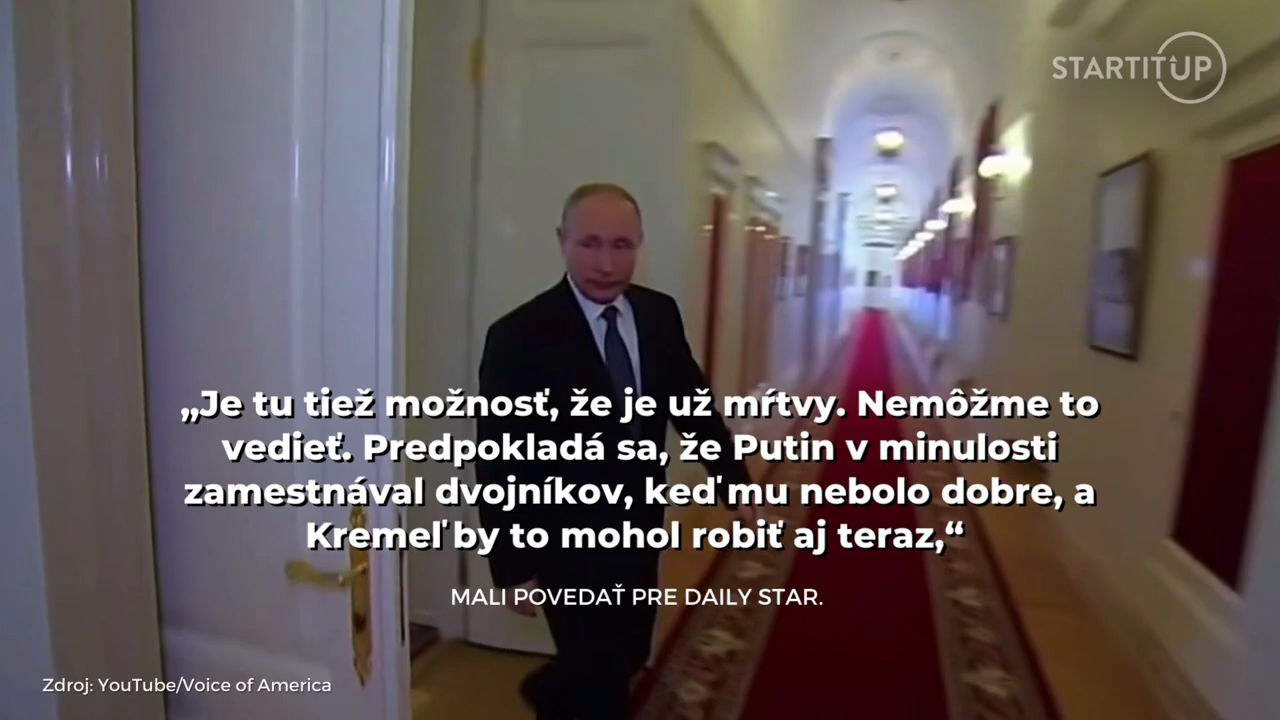 STARTITUP
„Je tu tiež možnosť, že je už mŕtvy. Nemôžme to
vedieť. Predpokladá sa, že Putin v minulosti
zamestnával dvojníkov, keď mu nebolo dobre, a
Kremeľ by to mohol robiť aj teraz,“
MALI POVEDAŤ PRE DAILY STAR.
Zdroj: YouTube/Voice of America